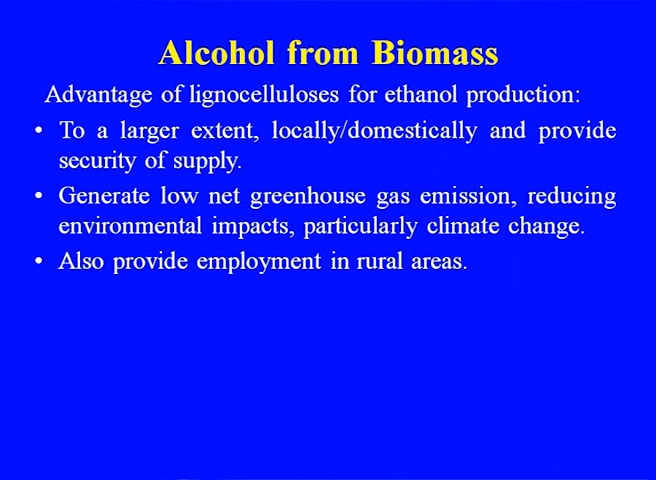 Alcohol from Biomass
Advantage of lignocelluloses for ethanol production:
• To a larger extent, locally/domestically and provide
security of supply.
• Generate low net greenhouse gas emission, reducing
environmental impacts, particularly climate change.
• Also provide employment in rural areas.